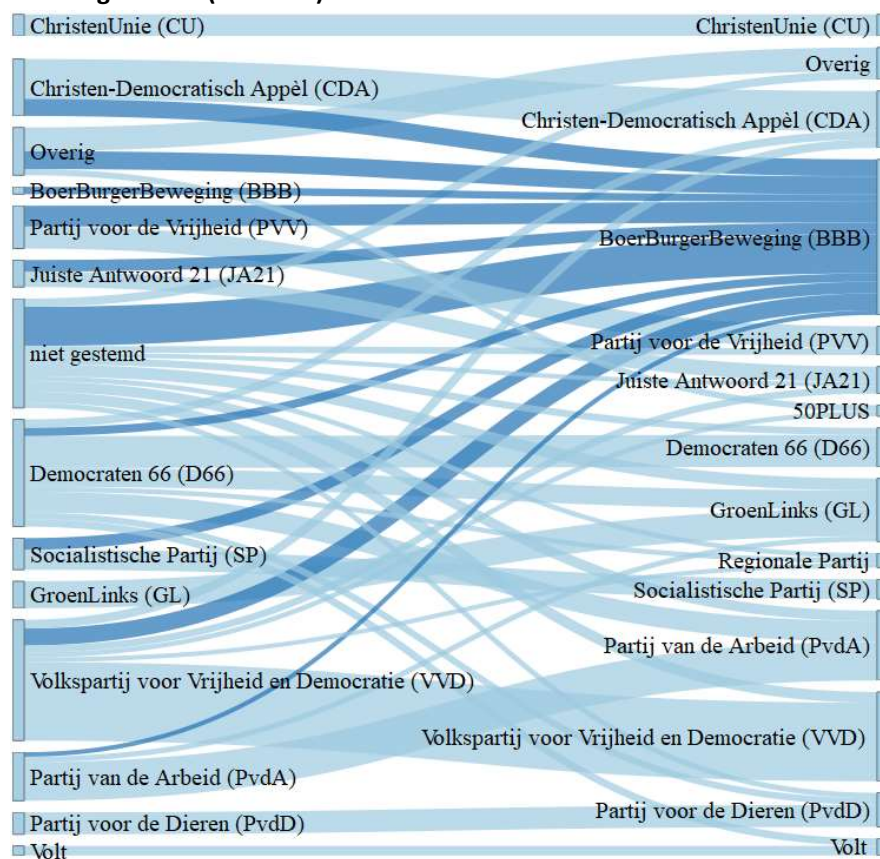 ChristenUnie (CU)
Christen-Democratisch Appèl (CDA)
Overig
BoerBurgerBeweging (BBB)
Partij voor de Vrijheid (PVV)
Juiste Antwoord 21 (JA21)
niet gestemd
Democraten 66 (D66)
Socialistische Partij (SP)
GroenLinks (GL)
Volkspartij voor Vrijheid en Democratie (VVD)
Partij van de Arbeid (PvdA)
Partij voor de Dieren (PvdD)
Volt
ChristenUnie (CU)
Overig
Christen-Democratisch Appèl (CDA)
BoerBurgerBeweging (BBB)
Partij voor de Vrijheid (PVV)
Juiste Antwoord 21 (JA21)
50PLUS
Democraten 66 (D66)
GroenLinks (GL)
Regionale Partij
Socialistische Partij (SP)
Partij van de Arbeid (PvdA)
Volkspartij voor Vrijheid en Democratie (VVD)
Partij voor de Dieren (PvdD)
Volt